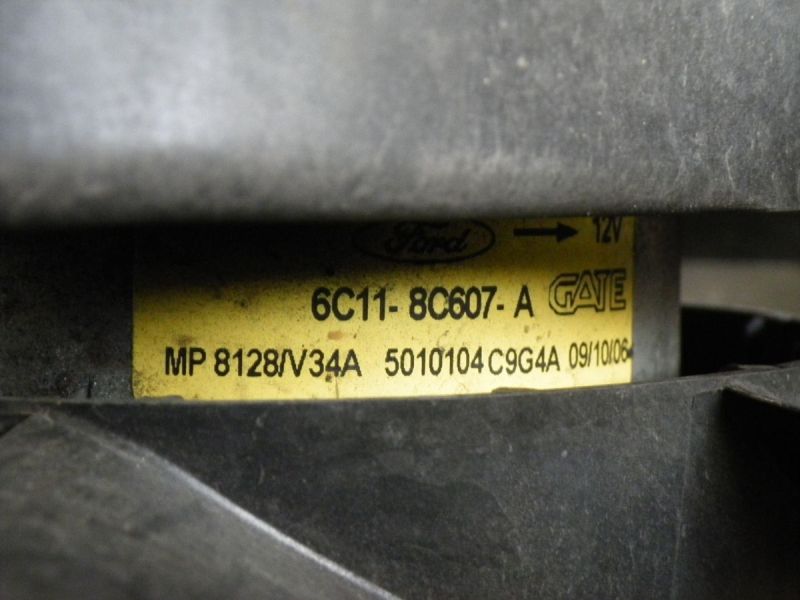 Ford → 12V
6C11- 8C607- A GATE
MP 8128/V34A 5010104 C9G4A 09/10/06